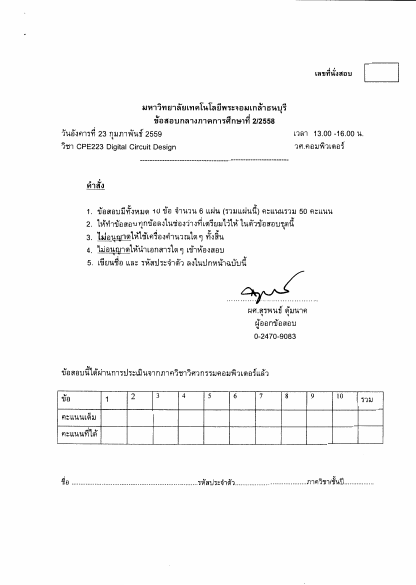 เลขที่นั่งสอบ
มหาวิทยาลัยเทคโนโลยีพระจอมเกล้าธนบุรี
ข้อสอบกลางภาคการศึกษาที่ 2/2558
วันอังคารที่ 23 กุมภาพันธ์ 2559 เวลา 13.00 -16.00 น.
วิชา CPE223 Digital Circuit Design วศ.คอมพิวเตอร์
คำสั่ง
1. ข้อสอบมีทั้งหมด 10 ข้อ จำนวน 6 แผ่น (รวมแผ่นนี้) คะแนนรวม 50 คะแนน
2. ให้ทำข้อสอบทุกข้อลงในช่องว่างที่เตรียมไว้ให้ ในตัวข้อสอบชุดนี้
3. ไม่อนุญาตให้ใช้เครื่องคำนวณใด ๆ ทั้งสิ้น
4. ไม่อนุญาตให้นำเอกสารใด ๆ เข้าห้องสอบ
5. เขียนชื่อ และ รหัสประจำตัว ลงในปกหน้าฉบับนี้
ผศ.สุรพนธ์ ตุ้มนาค
ผู้ออกข้อสอบ
0-2470-9083
ข้อสอบนี้ได้ผ่านการประเมินจากภาควิชาวิศวกรรมคอมพิวเตอร์แล้ว
ข้อ 1 2 3 4 5 6 7 8 9 10 รวม
คะแนนเต็ม
คะแนนที่ได้
ชื่อ ............................................รหัสประจำตัว..............................ภาควิชา/ชั้นปี................